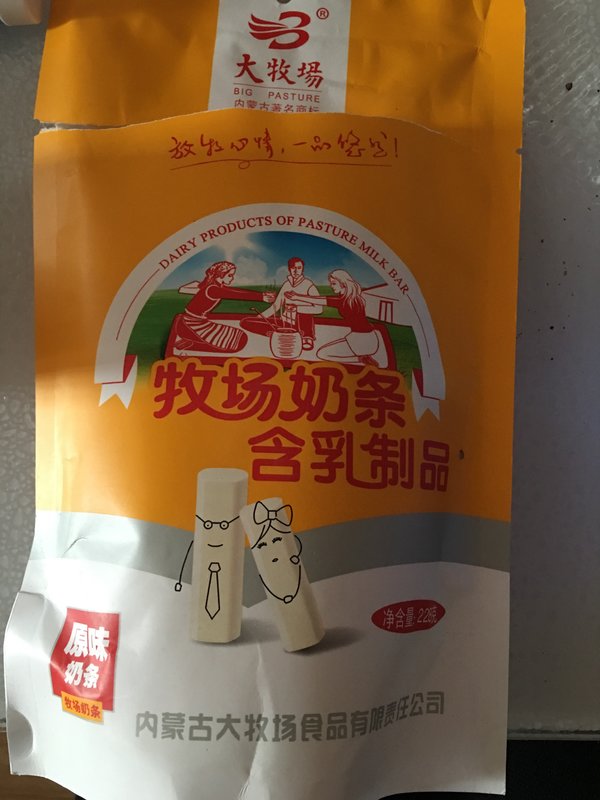 ®
大牧場
BIG PASTURE
内蒙古著名商标
放牧心情，一品悠然！
DAIRY PRODUCTS OF PASTURE MILK BAR
牧场奶条
含乳制品
净含量:228克
原味
奶条
牧场奶条
内蒙古大牧场食品有限责任公司